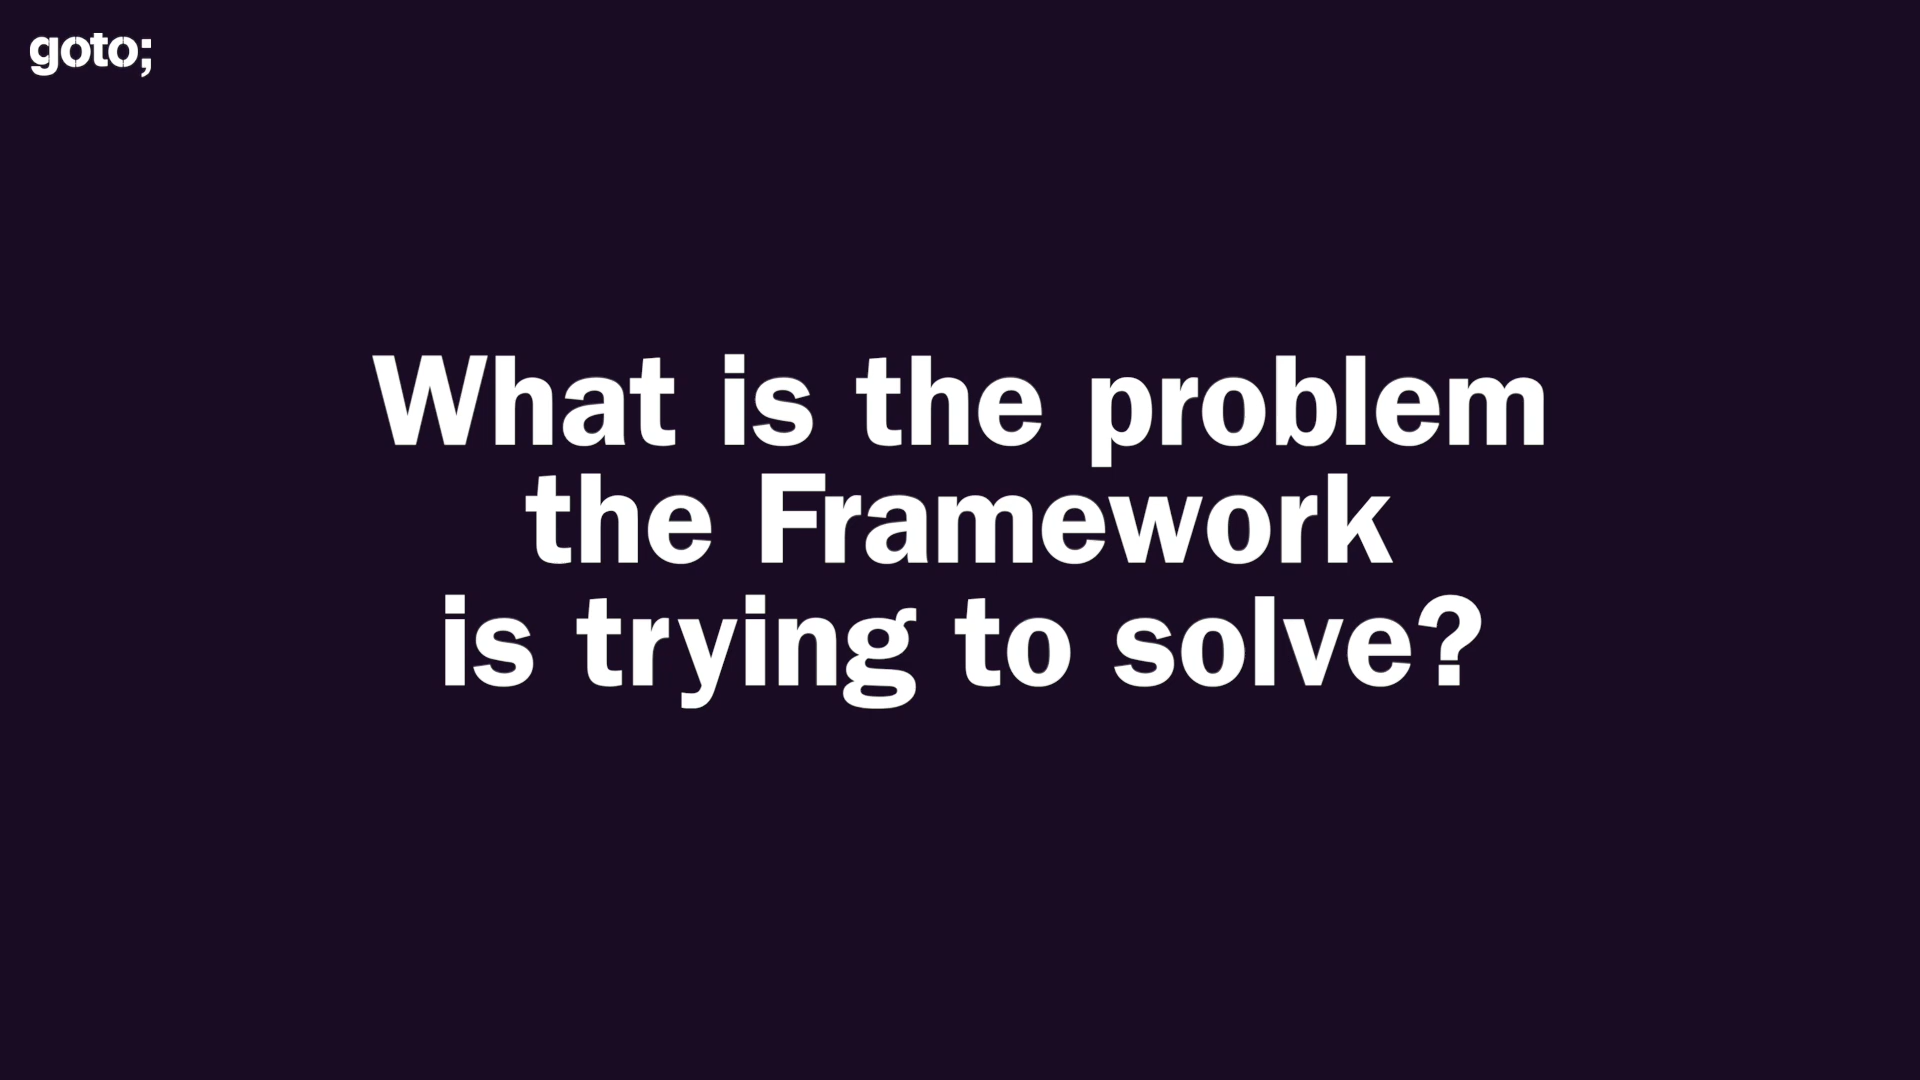 goto;
What is the problem
the Framework
is trying to solve?